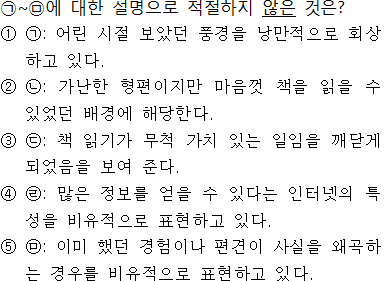 ㉠~㉤에 대한 설명으로 적절하지 않은 것은?
① ㉠: 어린 시절 보았던 풍경을 낭만적으로 회상
하고 있다.
② ㉡: 가난한 형편이지만 마음껏 책을 읽을 수
있었던 배경에 해당한다.
③ ㉢: 책 읽기가 무척 가치 있는 일임을 깨닫게
되었음을 보여 준다.
④ ㉣: 많은 정보를 얻을 수 있다는 인터넷의 특
성을 비유적으로 표현하고 있다.
⑤ ㉤: 이미 했던 경험이나 편견이 사실을 왜곡하
는 경우를 비유적으로 표현하고 있다.